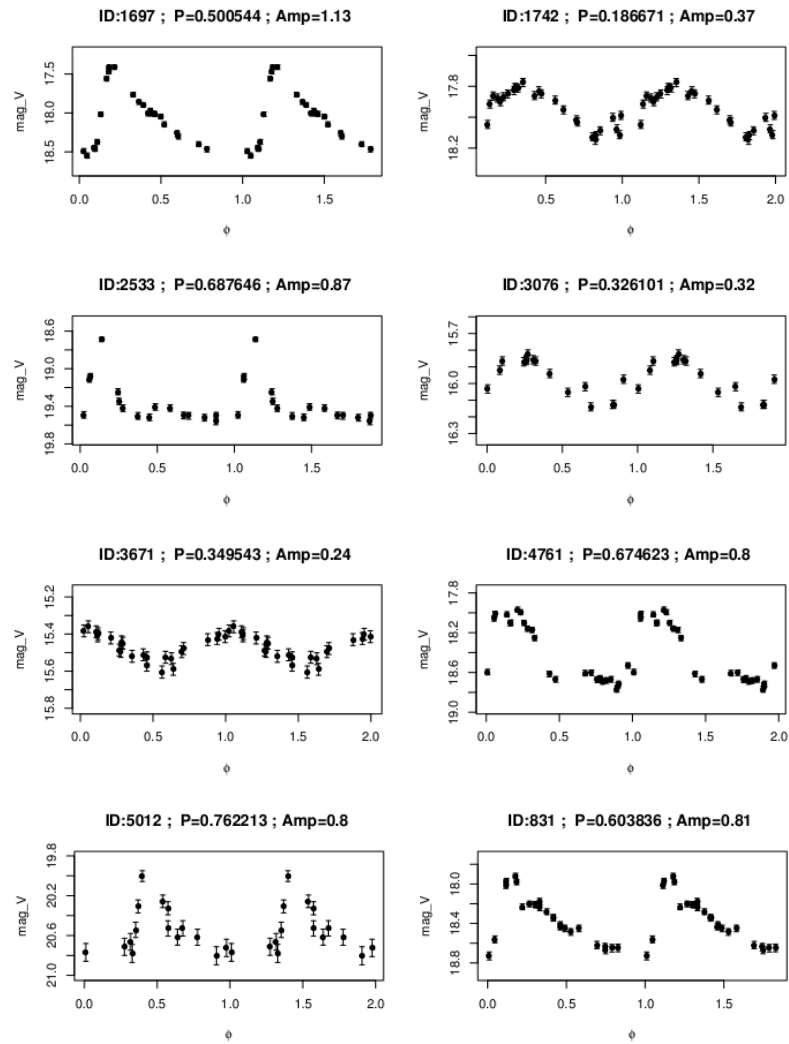 ID:1697 ; P=0.500544 ; Amp=1.13
ID:1742 ; P=0.186671 ; Amp=0.37
mag_V
17.5
18.0
18.5
0.0 0.5 1.0 1.5
ϕ
mag_V
17.8
18.2
0.5 1.0 1.5 2.0
ϕ
ID:2533 ; P=0.687646 ; Amp=0.87
ID:3076 ; P=0.326101 ; Amp=0.32
mag_V
18.6
19.0
19.4
19.8
0.0 0.5 1.0 1.5
ϕ
mag_V
15.7
16.0
16.3
0.0 0.5 1.0 1.5
ϕ
ID:3671 ; P=0.349543 ; Amp=0.24
ID:4761 ; P=0.674623 ; Amp=0.8
mag_V
15.2
15.4
15.6
15.8
0.0 0.5 1.0 1.5 2.0
ϕ
mag_V
17.8
18.2
18.6
19.0
0.0 0.5 1.0 1.5 2.0
ϕ
ID:5012 ; P=0.762213 ; Amp=0.8
ID:831 ; P=0.603836 ; Amp=0.81
mag_V
19.8
20.2
20.6
21.0
0.0 0.5 1.0 1.5 2.0
ϕ
mag_V
18.0
18.4
18.8
0.0 0.5 1.0 1.5
ϕ